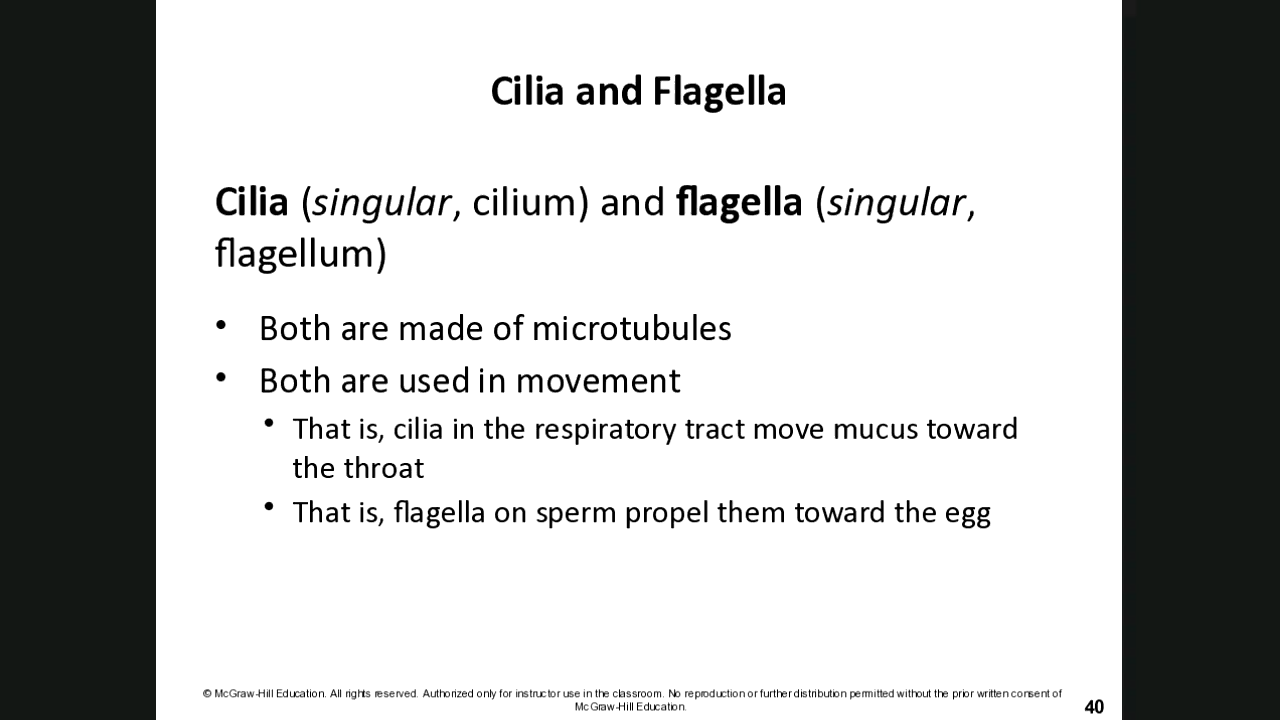 Cilia and Flagella
Cilia (singular, cilium) and flagella (singular,
flagellum)
• Both are made of microtubules
• Both are used in movement
• That is, cilia in the respiratory tract move mucus toward
the throat
• That is, flagella on sperm propel them toward the egg
© McGraw-Hill Education. All rights reserved. Authorized only for instructor use in the classroom. No reproduction or further distribution permitted without the prior written consent of
McGraw-Hill Education.
40